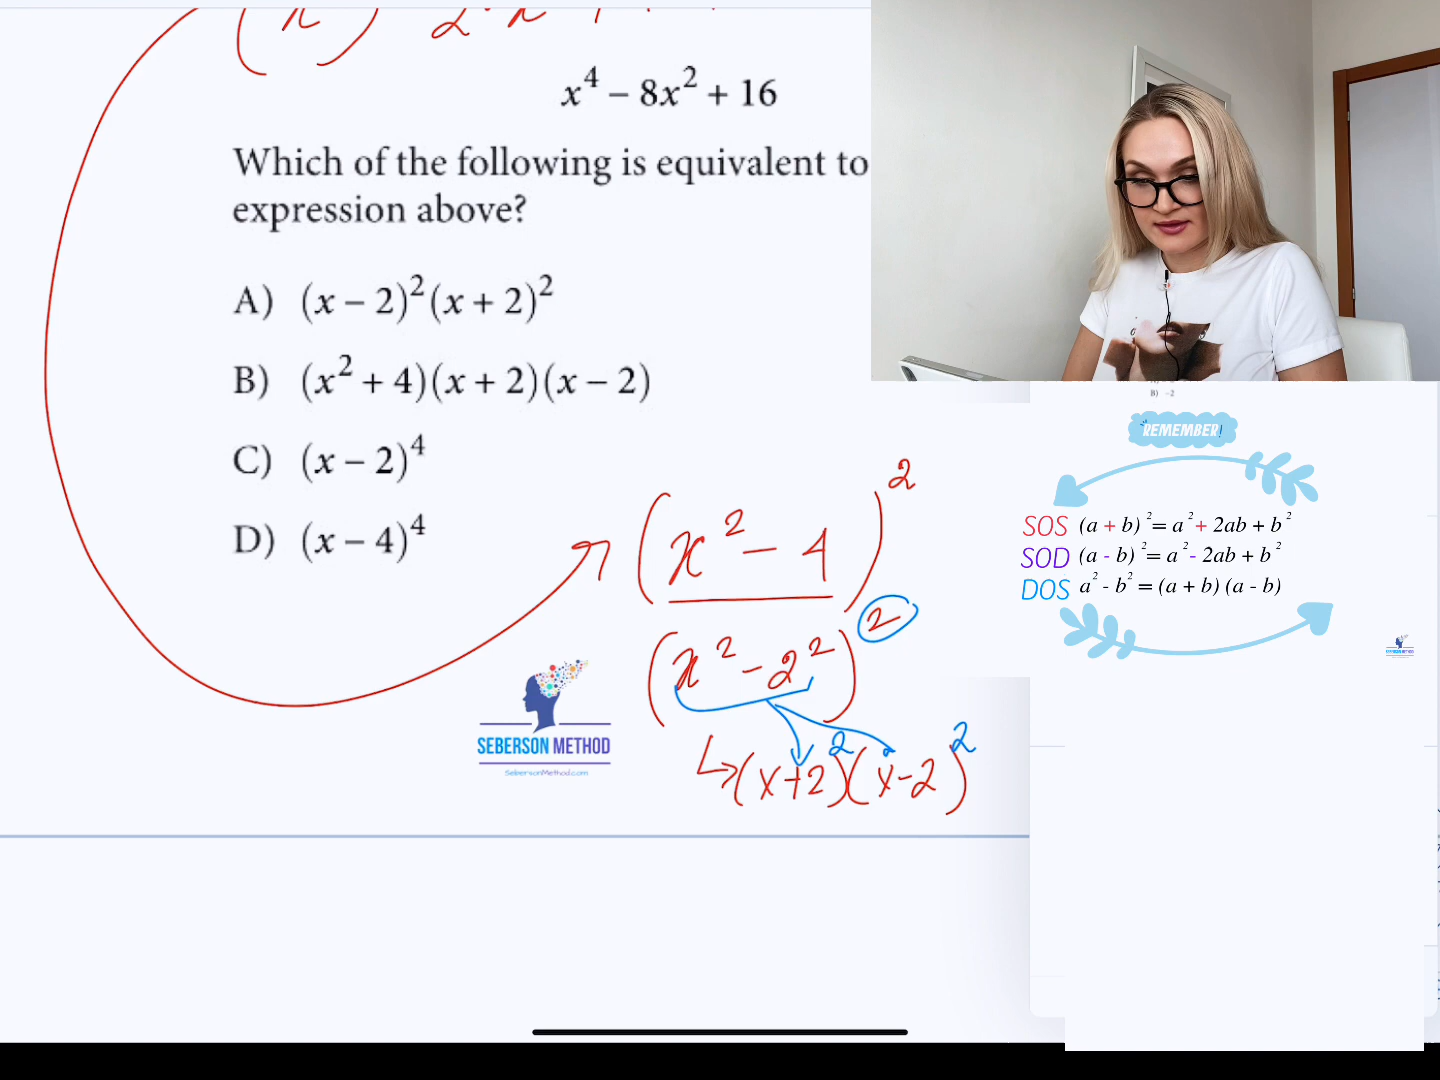 x⁴ – 8x² + 16
Which of the following is equivalent to
expression above?
A) (x – 2)²(x + 2)²
B) (x² + 4)(x + 2)(x – 2)
C) (x – 2)⁴
D) (x – 4)⁴
(x² – 4)²
(x² – 2²)²
↳(x+2)²(x–2)²
SEBERSON METHOD
SebersonMethod.com
B) –2
REMEMBER!
SOS (a + b)² = a² + 2ab + b²
SOD (a - b)² = a² - 2ab + b²
DOS a² - b² = (a + b) (a - b)